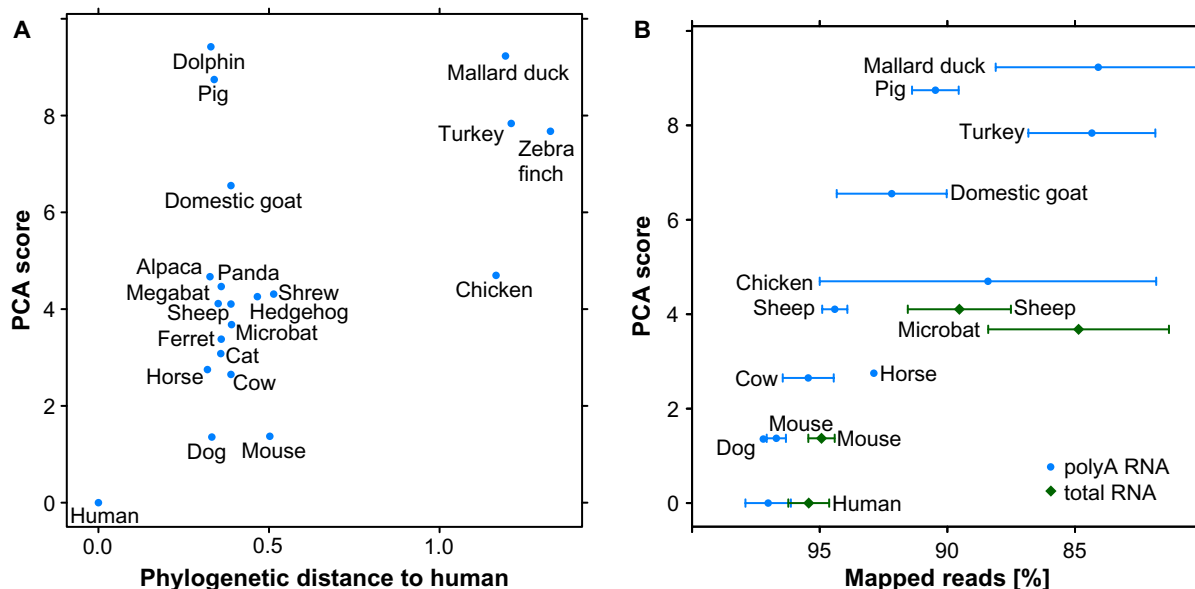 A
PCA score
8
6
4
2
0
Dolphin
Pig
Mallard duck
Turkey
Zebra
finch
Domestic goat
Alpaca
Panda
Megabat
Shrew
Sheep
Hedgehog
Chicken
Microbat
Ferret
Cat
Horse
Cow
Dog
Mouse
Human
0.0
0.5
1.0
Phylogenetic distance to human
B
PCA score
8
6
4
2
0
Mallard duck
Pig
Turkey
Domestic goat
Chicken
Sheep
Sheep
Microbat
Cow
Horse
Mouse
Dog
Mouse
polyA RNA
total RNA
Human
95
90
85
Mapped reads [%]